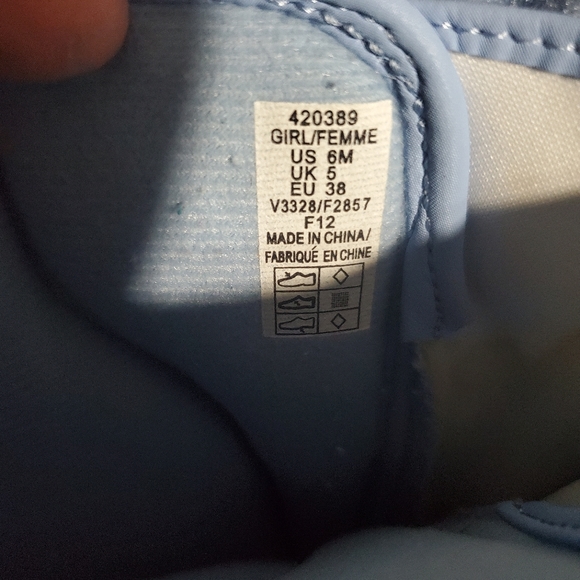 420389
GIRL/FEMME
US 6M
UK 5
EU 38
V3328/F2857
F12
MADE IN CHINA/
FABRIQUÉ EN CHINE